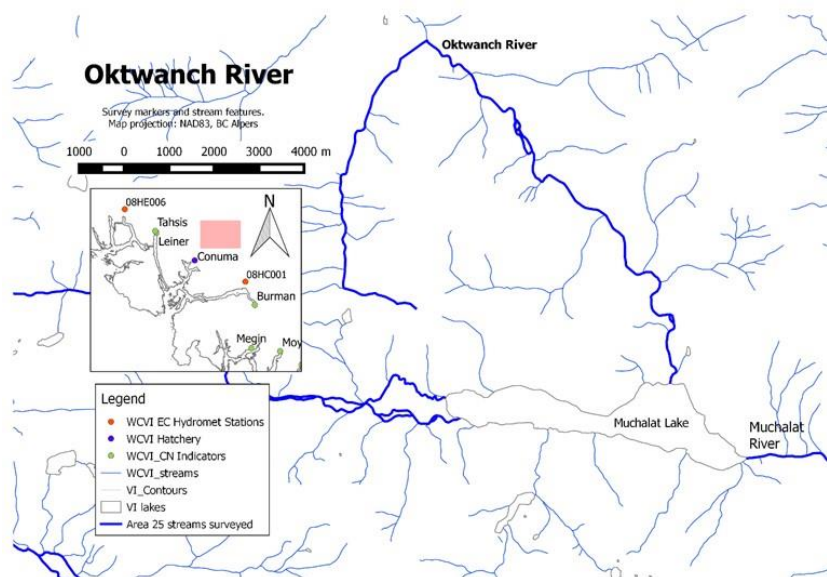 Oktwanch River
Oktwanch River
Survey markers and stream features.
Map projection: NAD83, BC Alpers
1000 0 1000 2000 3000 4000 m
08HE006
N
Tahsis
Leiner
Conuma
08HC001
Burman
Megin
Moy
Legend
WCVI EC Hydromet Stations
WCVI Hatchery
WCVI_CN Indicators
WCVI_streams
VI_Contours
VI lakes
Area 25 streams surveyed
Muchalat Lake
Muchalat
River